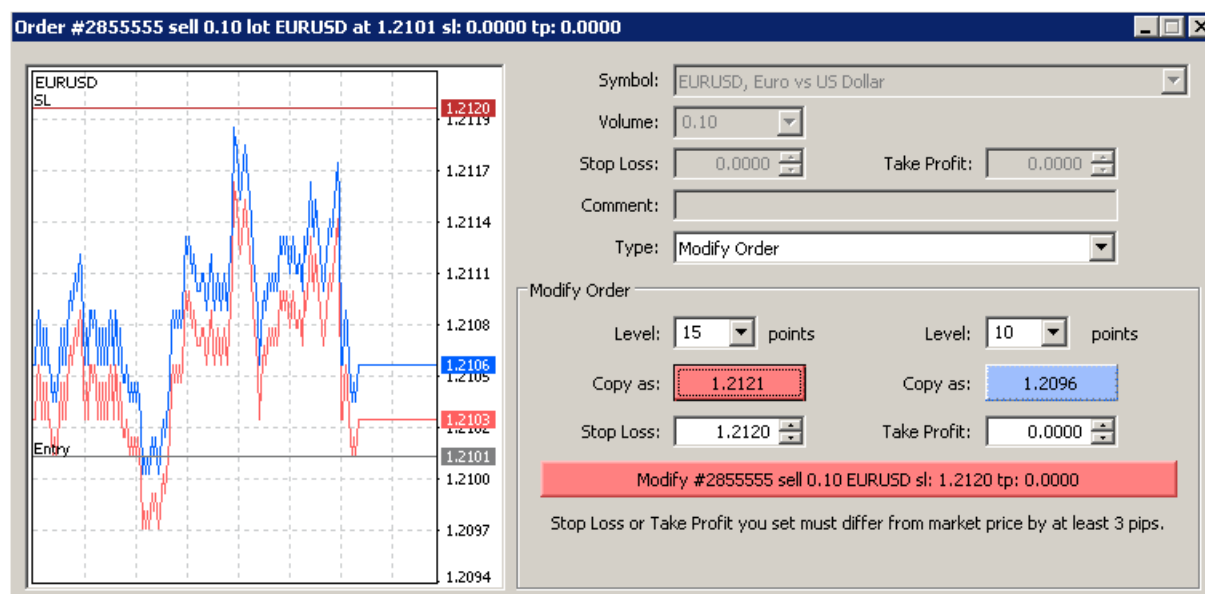 Order #2855555 sell 0.10 lot EURUSD at 1.2101 sl: 0.0000 tp: 0.0000
EURUSD
SL
1.2120
1.2119
1.2117
1.2114
1.2111
1.2108
1.2106
1.2105
1.2103
1.2102
Entry
1.2101
1.2100
1.2097
1.2094
Symbol: EURUSD, Euro vs US Dollar
Volume: 0.10
Stop Loss: 0.0000 Take Profit: 0.0000
Comment:
Type: Modify Order
Modify Order
Level: 15 points Level: 10 points
Copy as: 1.2121 Copy as: 1.2096
Stop Loss: 1.2120 Take Profit: 0.0000
Modify #2855555 sell 0.10 EURUSD sl: 1.2120 tp: 0.0000
Stop Loss or Take Profit you set must differ from market price by at least 3 pips.